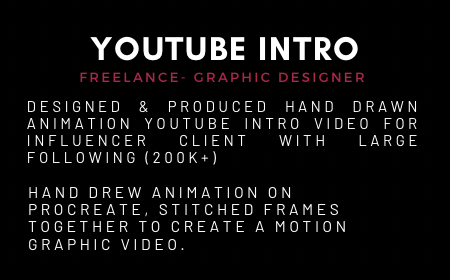 YOUTUBE INTRO
FREELANCE- GRAPHIC DESIGNER
DESIGNED & PRODUCED HAND DRAWN
ANIMATION YOUTUBE INTRO VIDEO FOR
INFLUENCER CLIENT WITH LARGE
FOLLOWING (200K+)
HAND DREW ANIMATION ON
PROCREATE, STITCHED FRAMES
TOGETHER TO CREATE A MOTION
GRAPHIC VIDEO.